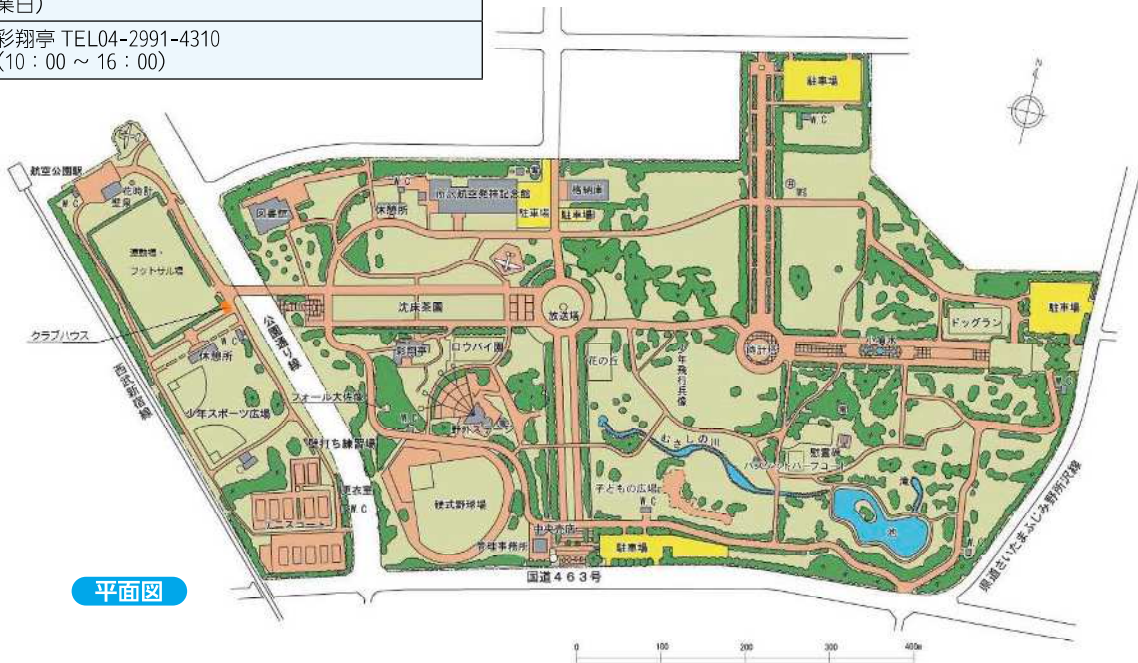 業日)
彩翔亭 TEL04-2991-4310
(10:00 ~ 16:00)
N
駐車場
W C
航空公園駅
花時計
W C
W C
所沢航空発祥記念館
格納庫
図書館
休憩所
駐車場
駐車場
運動場・
フットサル場
沈床茶園
放送塔
駐車場
ドッグラン
クラブハウス
公園通り線
彩翔亭
ロウバイ園
時計塔
W C
休憩所
花の丘
少年飛行兵像
西武新宿線
フォール大佐像
少年スポーツ広場
W C
野外ステージ
壁打ち練習場
むさしの川
慰霊碑
滝
更衣室
W C
テニスコート
硬式野球場
子どもの広場
W C
池
中央売店
管理事務所
駐車場
W C
県道さいたまふじみ野所沢線
国道463号
平面図
0 100 200 300 400m